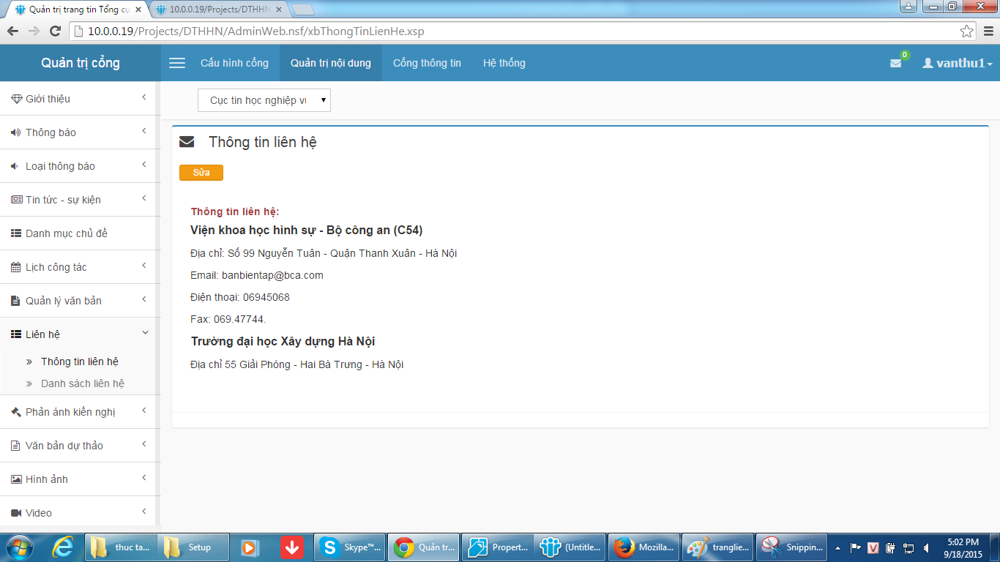 Quản trị trang tin Tổng cụ
10.0.0.19/Projects/DTHHN
10.0.0.19/Projects/DTHHN/AdminWeb.nsf/xbThongTinLienHe.xsp
Quản trị cổng
Cấu hình cổng
Quản trị nội dung
Cổng thông tin
Hệ thống
0
vanthu1
Cục tin học nghiệp vụ
Giới thiệu
Thông báo
Loại thông báo
Tin tức - sự kiện
Danh mục chủ đề
Lịch công tác
Quản lý văn bản
Liên hệ
Thông tin liên hệ
Danh sách liên hệ
Phản ánh kiến nghị
Văn bản dự thảo
Hình ảnh
Video
Thông tin liên hệ
Sửa
Thông tin liên hệ:
Viện khoa học hình sự - Bộ công an (C54)
Địa chỉ: Số 99 Nguyễn Tuân - Quận Thanh Xuân - Hà Nội
Email: banbientap@bca.com
Điện thoại: 06945068
Fax: 069.47744.
Trường đại học Xây dựng Hà Nội
Địa chỉ 55 Giải Phóng - Hai Bà Trưng - Hà Nội
thuc ta...
Setup
Skype™...
Quản tr...
Propert...
(Untitle...
Mozilla...
tranglie...
Snippin...
5:02 PM
9/18/2015